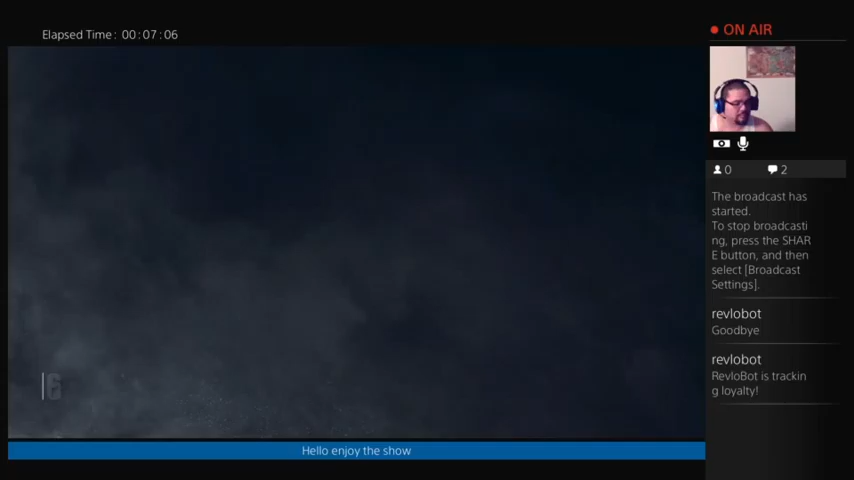 Elapsed Time: 00:07:06
ON AIR
0
2
The broadcast has
started.
To stop broadcasti
ng, press the SHAR
E button, and then
select [Broadcast
Settings].
revlobot
Goodbye
revlobot
RevloBot is trackin
g loyalty!
6
Hello enjoy the show